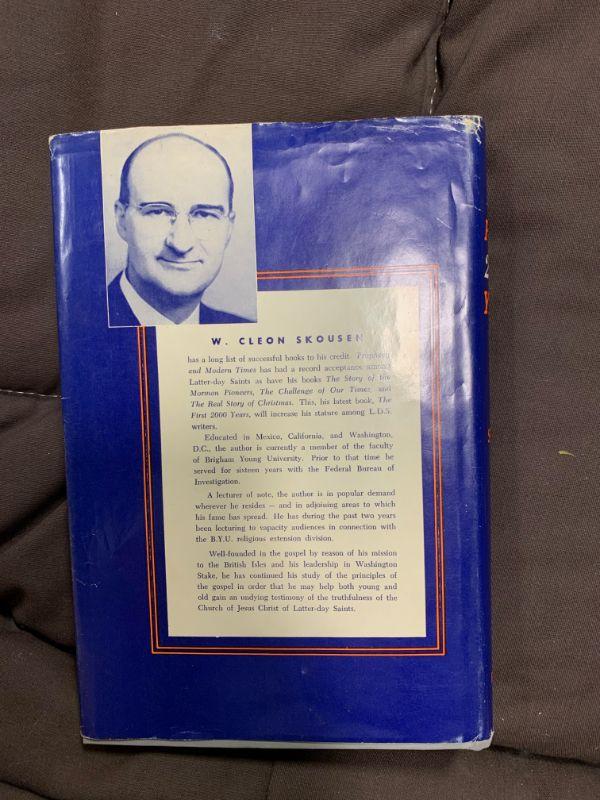 W. CLEON SKOUSEN
has a long list of successful books to his credit. Prophecy
and Modern Times has had a record acceptance among
Latter-day Saints as have his books The Story of the
Mormon Pioneers, The Challenge of Our Times, and
The Real Story of Christmas. This, his latest book, The
First 2000 Years, will increase his stature among L.D.S.
writers.
Educated in Mexico, California, and Washington,
D.C., the author is currently a member of the faculty
of Brigham Young University. Prior to that time he
served for sixteen years with the Federal Bureau of
Investigation.
A lecturer of note, the author is in popular demand
wherever he resides — and in adjoining areas to which
his fame has spread. He has during the past two years
been lecturing to vapacity audiences in connection with
the B.Y.U. religious extension division.
Well-founded in the gospel by reason of his mission
to the British Isles and his leadership in Washington
Stake, he has continued his study of the principles of
the gospel in order that he may help both young and
old gain an undying testimony of the truthfulness of the
Church of Jesus Christ of Latter-day Saints.